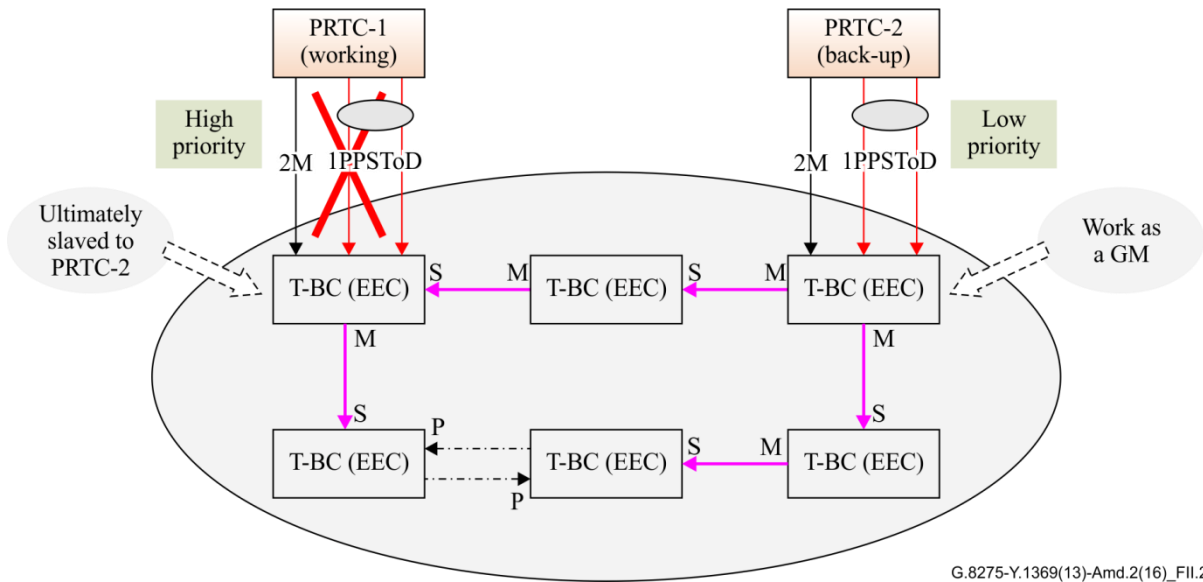 PRTC-1
(working)
PRTC-2
(back-up)
High
priority
Low
priority
2M
1PPSToD
2M
1PPSToD
Ultimately
slaved to
PRTC-2
Work as
a GM
T-BC (EEC)
S
M
T-BC (EEC)
S
M
T-BC (EEC)
M
M
S
S
T-BC (EEC)
P
P
T-BC (EEC)
S
M
T-BC (EEC)
G.8275-Y.1369(13)-Amd.2(16)_FII.2